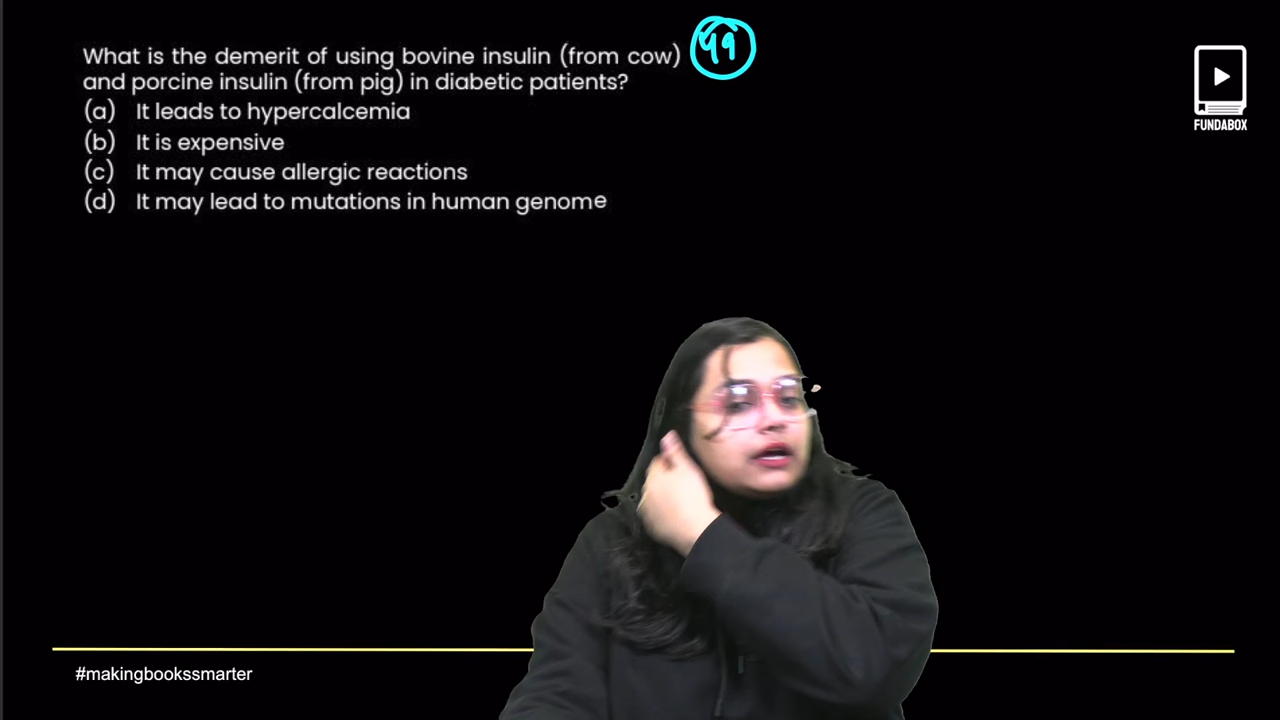 What is the demerit of using bovine insulin (from cow)
and porcine insulin (from pig) in diabetic patients?
(a) It leads to hypercalcemia
(b) It is expensive
(c) It may cause allergic reactions
(d) It may lead to mutations in human genome
49
FUNDABOX
#makingbookssmarter